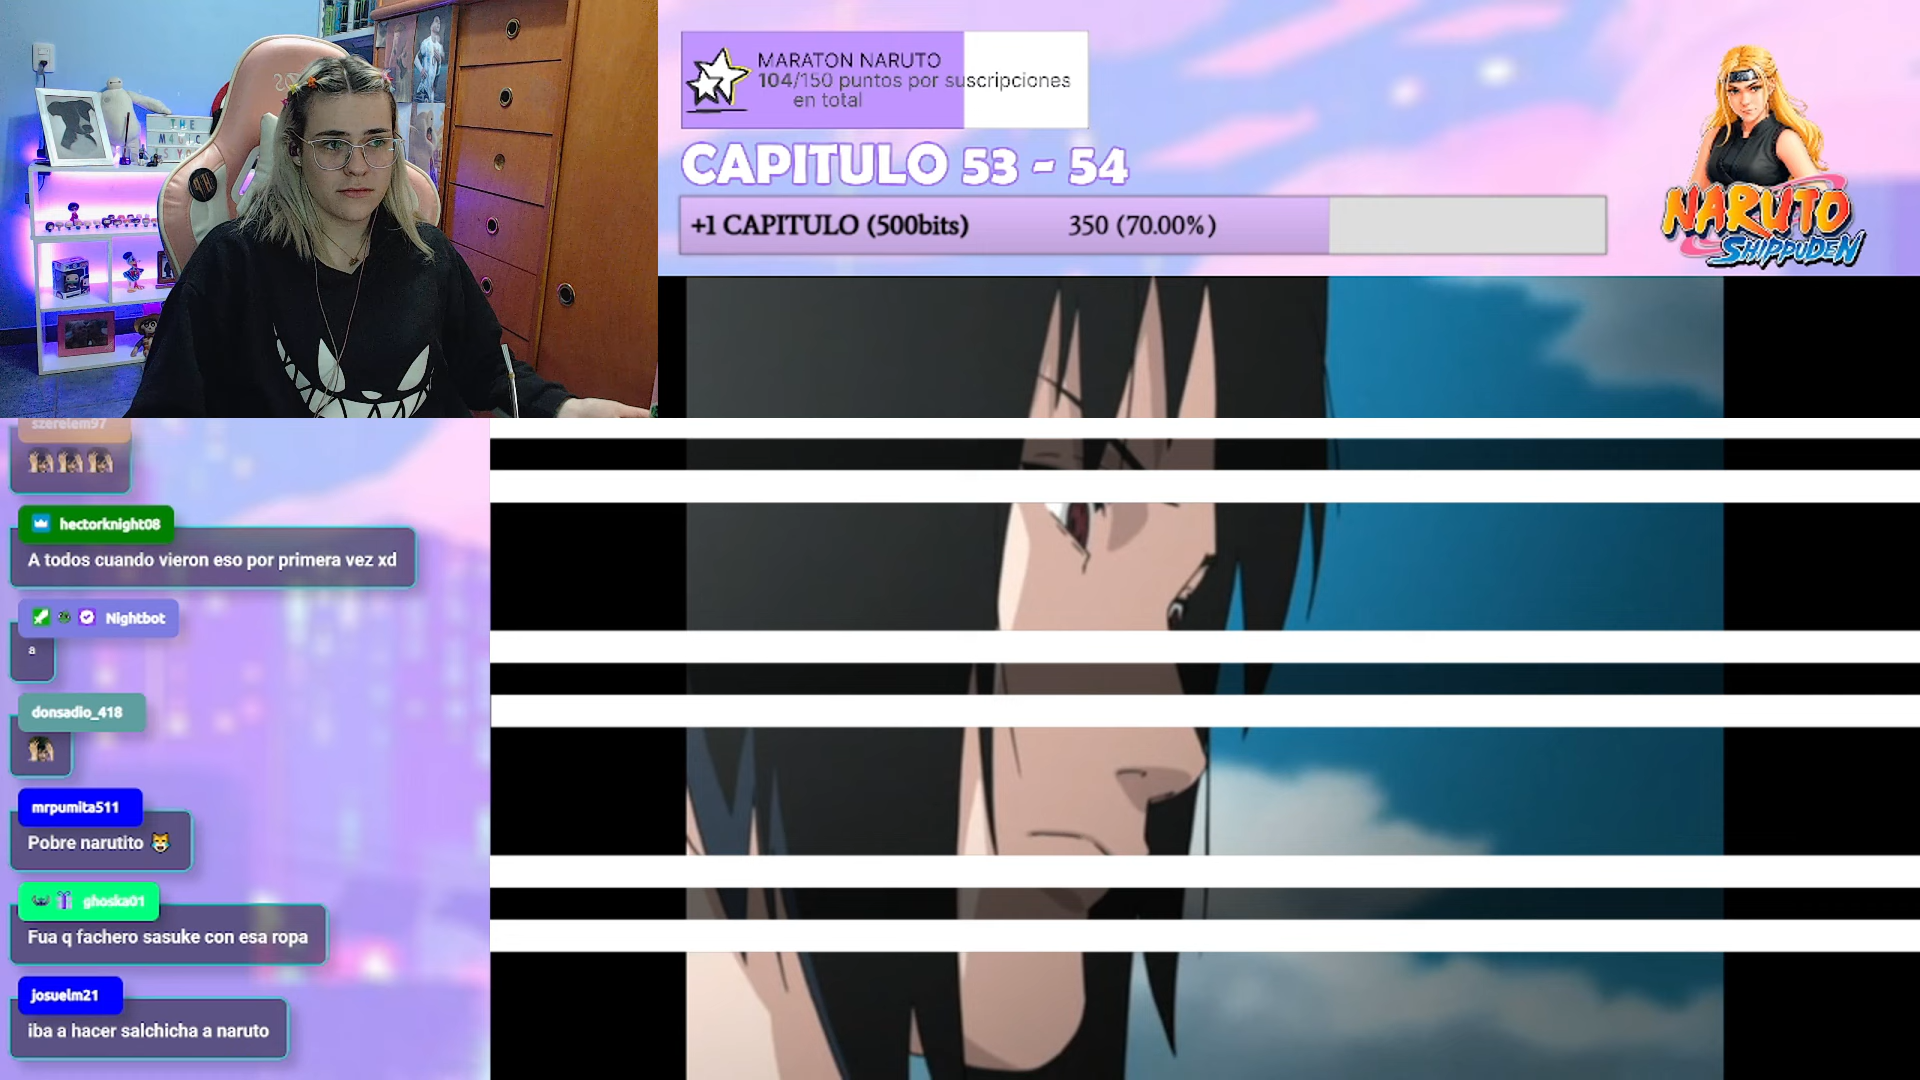 THE
MARATON NARUTO
104/150 puntos por suscripciones
en total
CAPITULO 53 - 54
+1 CAPITULO (500bits) 350 (70.00%)
NARUTO
SHIPPUDEN
szerelem97
hectorknight08
A todos cuando vieron eso por primera vez xd
Nightbot
a
donsadio_418
mrpumita511
Pobre narutito 😹
ghoska01
Fua q fachero sasuke con esa ropa
josuelm21
iba a hacer salchicha a naruto